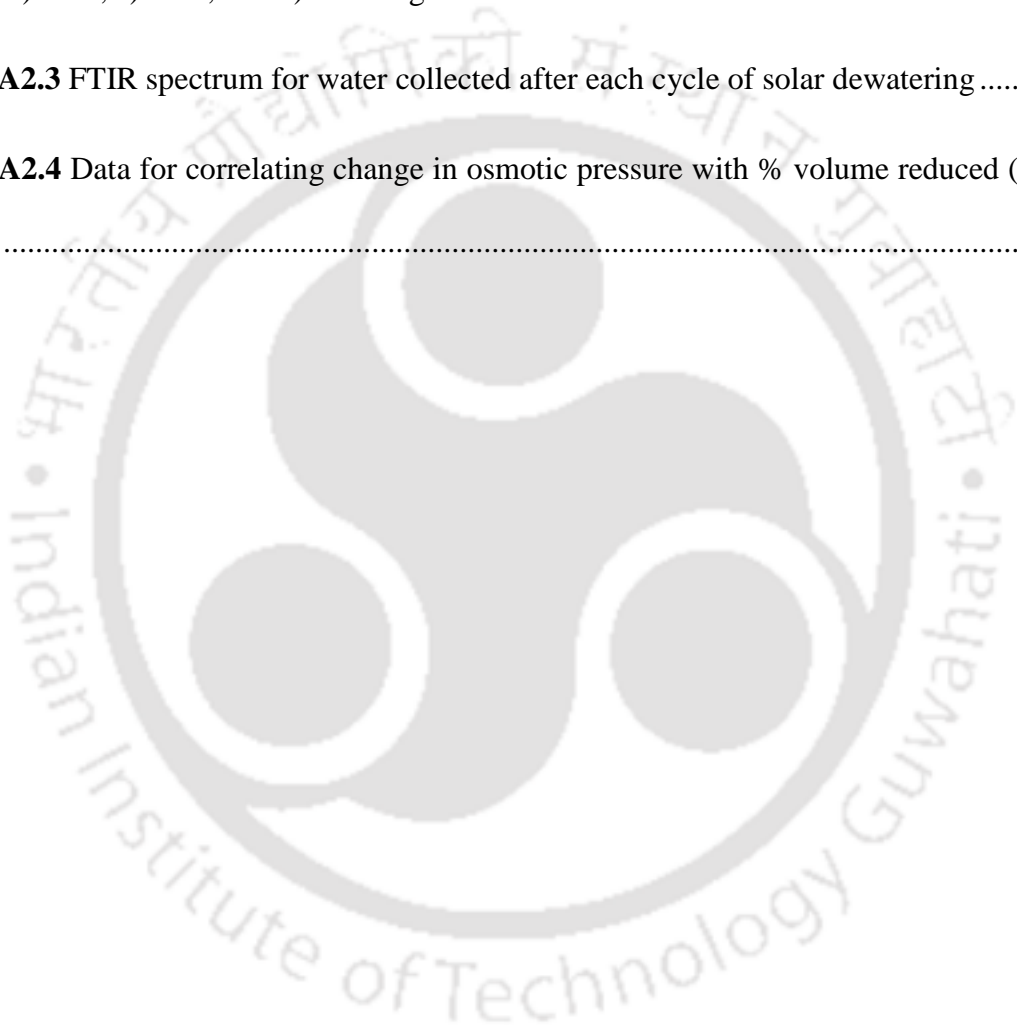 A2.3 FTIR spectrum for water collected after each cycle of solar dewatering .....
A2.4 Data for correlating change in osmotic pressure with % volume reduced (
...............................................................................................................................
भारतीय प्रौद्योगिकी संस्थान गुवाहाटी
• Indian Institute of Technology Guwahati •